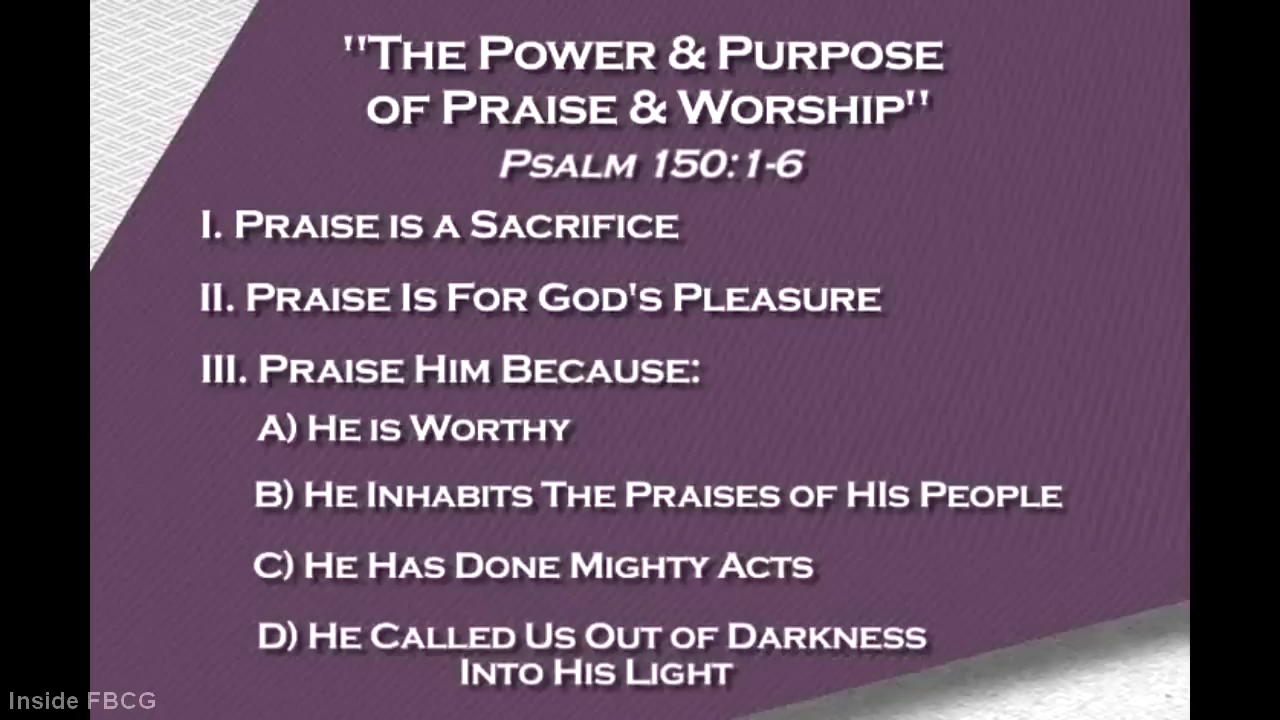 "The Power & Purpose
of Praise & Worship"
Psalm 150:1-6
I. Praise is a Sacrifice
II. Praise Is For God's Pleasure
III. Praise Him Because:
A) He is Worthy
B) He Inhabits The Praises of HIs People
C) He Has Done Mighty Acts
D) He Called Us Out of Darkness
Into His Light
Inside FBCG